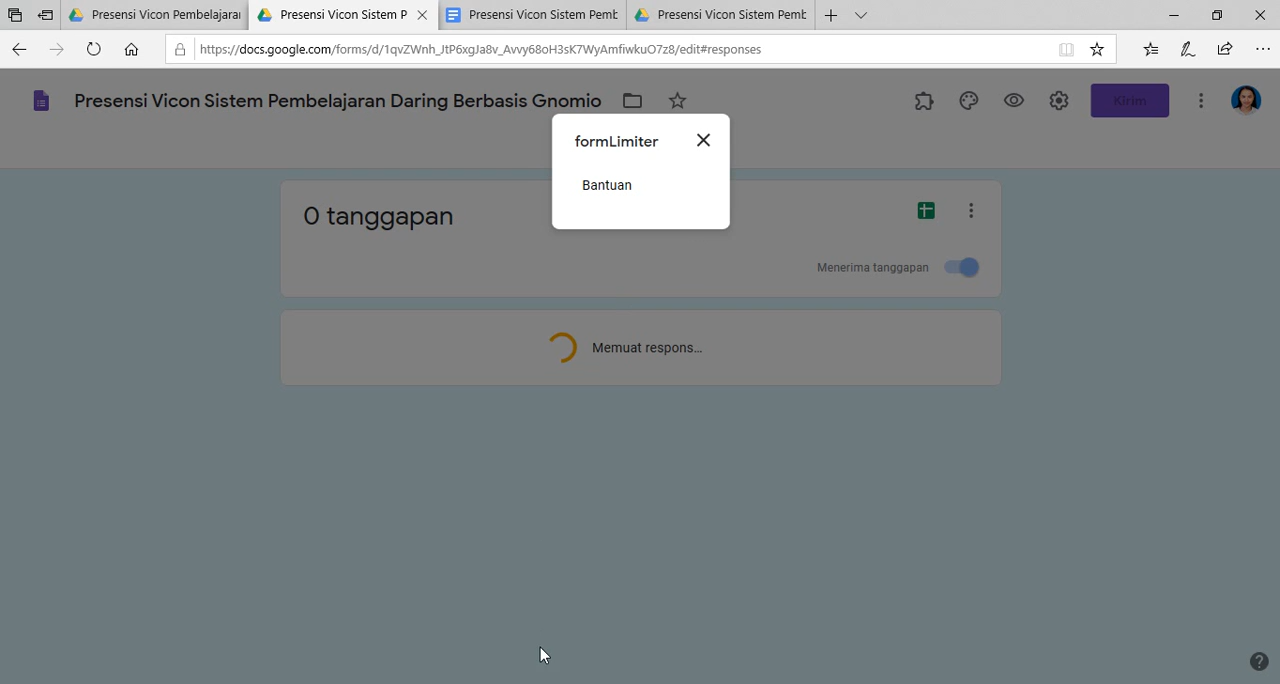 Presensi Vicon Pembelajaran
Presensi Vicon Sistem P
Presensi Vicon Sistem Pemb
Presensi Vicon Sistem Pemb
https://docs.google.com/forms/d/1qvZWnh_JtP6xgJa8v_Avvy68oH3sK7WyAmfiwkuO7z8/edit#responses
Presensi Vicon Sistem Pembelajaran Daring Berbasis Gnomio
Kirim
formLimiter
Bantuan
0 tanggapan
Menerima tanggapan
Memuat respons...